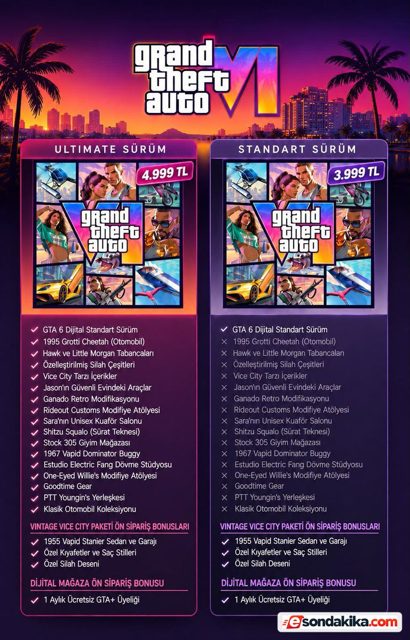 grand
theft
auto
VI
ULTIMATE SÜRÜM
4.999 TL
grand
theft
auto
VI
✓ GTA 6 Dijital Standart Sürüm
✓ 1995 Grotti Cheetah (Otomobil)
✓ Hawk ve Little Morgan Tabancaları
✓ Özelleştirilmiş Silah Çeşitleri
✓ Vice City Tarzı İçerikler
✓ Jason'ın Güvenli Evindeki Araçlar
✓ Ganado Retro Modifikasyonu
✓ Rideout Customs Modifiye Atölyesi
✓ Sara'nın Unisex Kuaför Salonu
✓ Shitzu Squalo (Sürat Teknesi)
✓ Stock 305 Giyim Mağazası
✓ 1967 Vapid Dominator Buggy
✓ Estudio Electric Fang Dövme Stüdyosu
✓ One-Eyed Willie's Modifiye Atölyesi
✓ Goodtime Gear
✓ PTT Youngin's Yerleşkesi
✓ Klasik Otomobil Koleksiyonu
VINTAGE VICE CITY PAKETİ ÖN SİPARİŞ BONUSLARI
✓ 1955 Vapid Stanier Sedan ve Garajı
✓ Özel Kıyafetler ve Saç Stilleri
✓ Özel Silah Deseni
DİJİTAL MAĞAZA ÖN SİPARİŞ BONUSU
✓ 1 Aylık Ücretsiz GTA+ Üyeliği
STANDART SÜRÜM
3.999 TL
grand
theft
auto
VI
✓ GTA 6 Dijital Standart Sürüm
× 1995 Grotti Cheetah (Otomobil)
× Hawk ve Little Morgan Tabancaları
× Özelleştirilmiş Silah Çeşitleri
× Vice City Tarzı İçerikler
× Jason'ın Güvenli Evindeki Araçlar
× Ganado Retro Modifikasyonu
× Rideout Customs Modifiye Atölyesi
× Sara'nın Unisex Kuaför Salonu
× Shitzu Squalo (Sürat Teknesi)
× Stock 305 Giyim Mağazası
× 1967 Vapid Dominator Buggy
× Estudio Electric Fang Dövme Stüdyosu
× One-Eyed Willie's Modifiye Atölyesi
× Goodtime Gear
× PTT Youngin's Yerleşkesi
× Klasik Otomobil Koleksiyonu
VINTAGE VICE CITY PAKETİ ÖN SİPARİŞ BONUSLARI
✓ 1955 Vapid Stanier Sedan ve Garajı
✓ Özel Kıyafetler ve Saç Stilleri
✓ Özel Silah Deseni
DİJİTAL MAĞAZA ÖN SİPARİŞ BONUSU
✓ 1 Aylık Ücretsiz GTA+ Üyeliği
esondakika.com